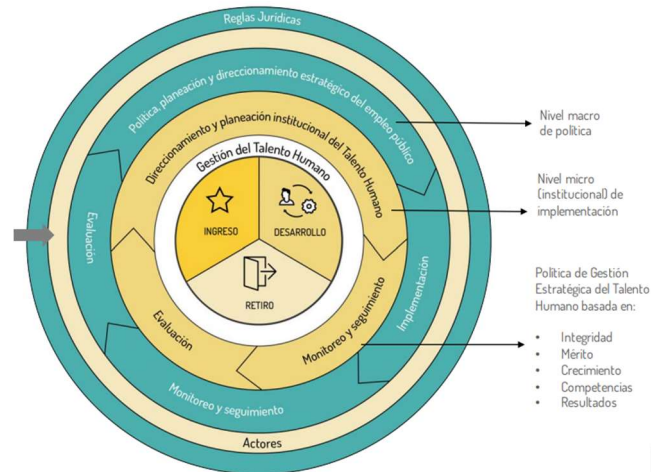 Reglas Jurídicas
Política, planeación y direccionamiento estratégico del empleo público
Direccionamiento y planeación institucional del Talento Humano
Gestión del Talento Humano
INGRESO
DESARROLLO
RETIRO
Evaluación
Implementación
Evaluación
Monitoreo y seguimiento
Monitoreo y seguimiento
Actores
Nivel macro
de política
Nivel micro
(institucional) de
implementación
Política de Gestión
Estratégica del Talento
Humano basada en:
• Integridad
• Mérito
• Crecimiento
• Competencias
• Resultados